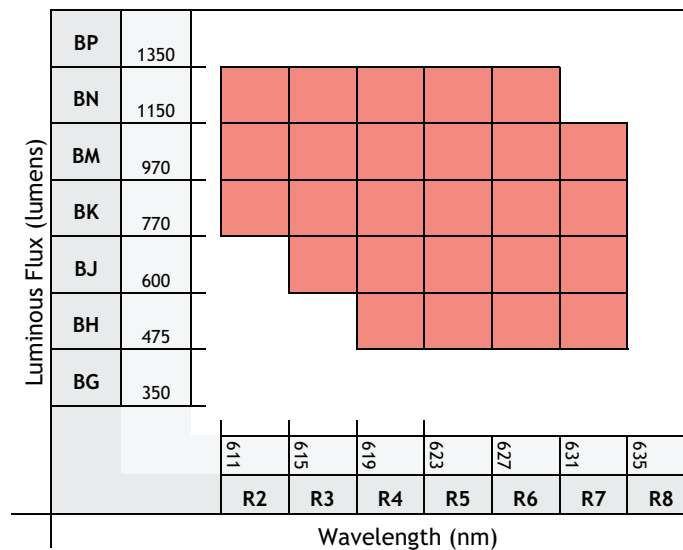 Luminous Flux (lumens)
BP 1350
BN 1150
BM 970
BK 770
BJ 600
BH 475
BG 350
611 615 619 623 627 631 635
R2 R3 R4 R5 R6 R7 R8
Wavelength (nm)